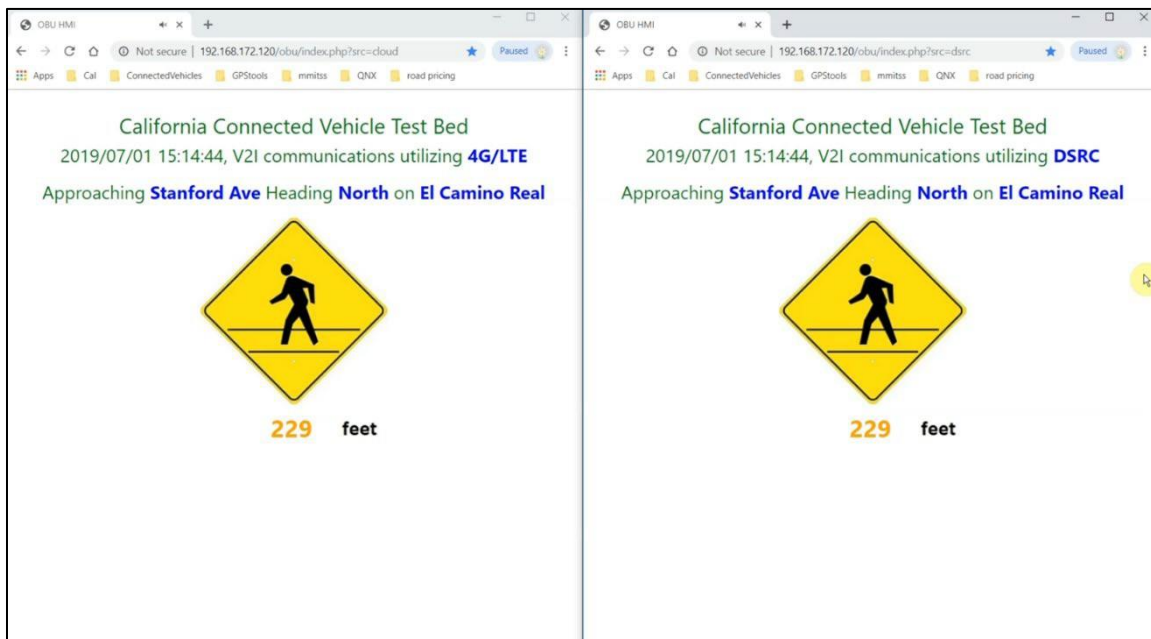 OBU HMI
Not secure | 192.168.172.120/obu/index.php?src=cloud
Paused
Apps Cal ConnectedVehicles GPStools mmitss QNX road pricing
California Connected Vehicle Test Bed
2019/07/01 15:14:44, V2I communications utilizing 4G/LTE
Approaching Stanford Ave Heading North on El Camino Real
229 feet
OBU HMI
Not secure | 192.168.172.120/obu/index.php?src=dsrc
Paused
Apps Cal ConnectedVehicles GPStools mmitss QNX road pricing
California Connected Vehicle Test Bed
2019/07/01 15:14:44, V2I communications utilizing DSRC
Approaching Stanford Ave Heading North on El Camino Real
229 feet